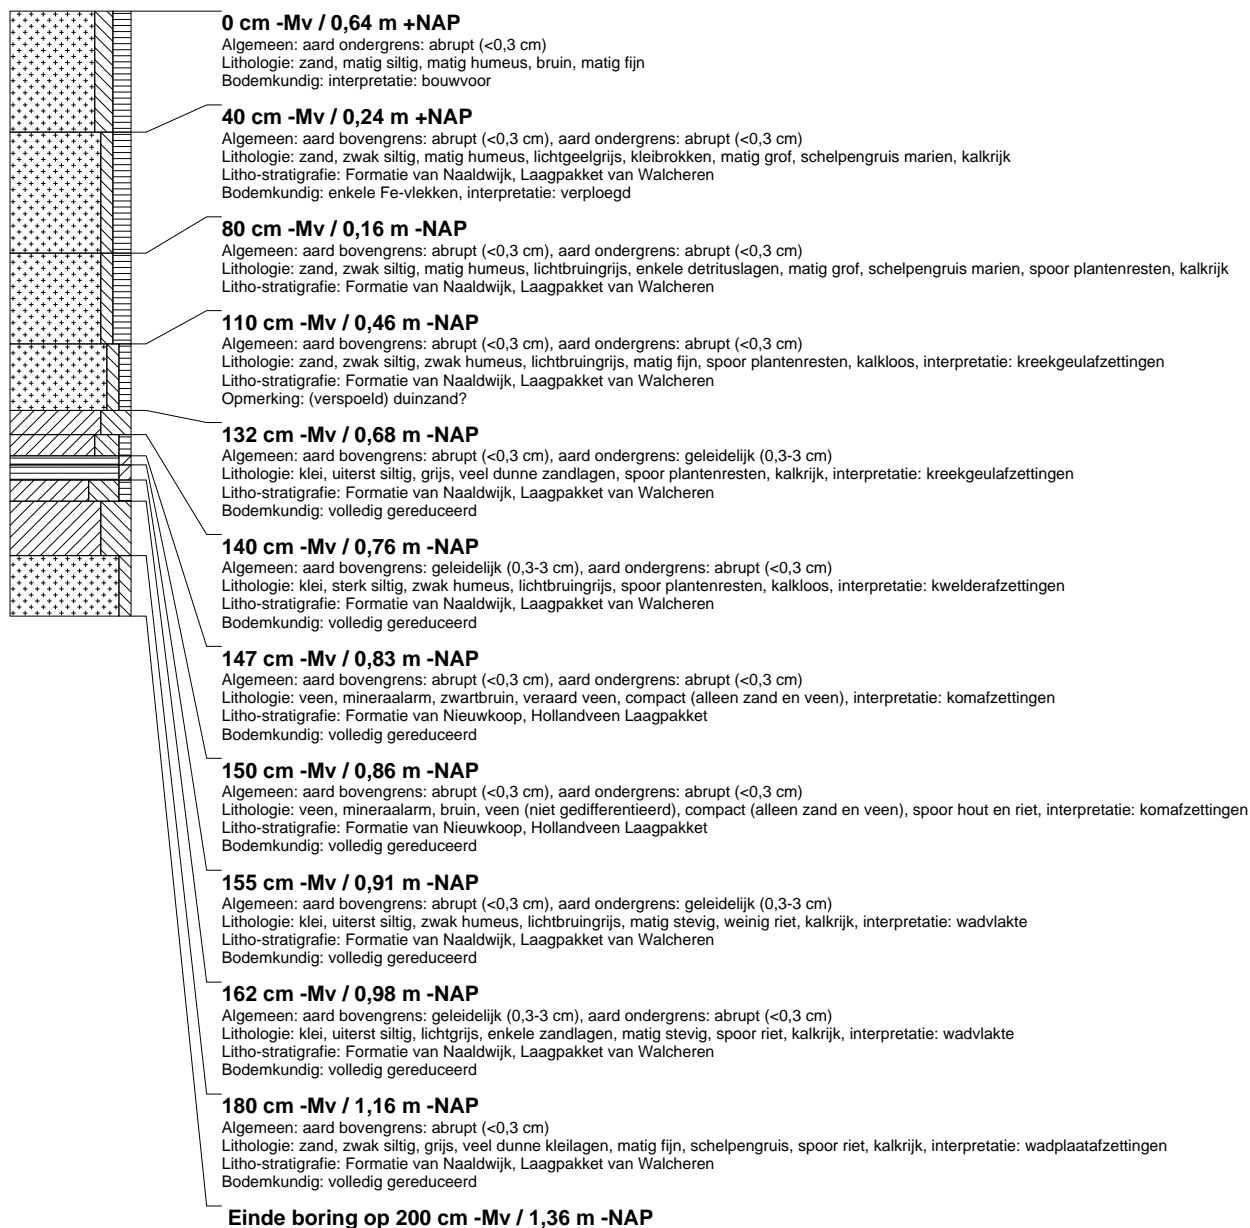 0 cm -Mv / 0,64 m +NAP
Algemeen: aard ondergrens: abrupt (<0,3 cm)
Lithologie: zand, matig siltig, matig humeus, bruin, matig fijn
Bodemkundig: interpretatie: bouwvoor
40 cm -Mv / 0,24 m +NAP
Algemeen: aard bovengrens: abrupt (<0,3 cm), aard ondergrens: abrupt (<0,3 cm)
Lithologie: zand, zwak siltig, matig humeus, lichtgeelgrijs, kleibrokken, matig grof, schelpengruis marien, kalkrijk
Litho-stratigrafie: Formatie van Naaldwijk, Laagpakket van Walcheren
Bodemkundig: enkele Fe-vlekken, interpretatie: verploegd
80 cm -Mv / 0,16 m -NAP
Algemeen: aard bovengrens: abrupt (<0,3 cm), aard ondergrens: abrupt (<0,3 cm)
Lithologie: zand, zwak siltig, matig humeus, lichtbruingrijs, enkele detrituslagen, matig grof, schelpengruis marien, spoor plantenresten, kalkrijk
Litho-stratigrafie: Formatie van Naaldwijk, Laagpakket van Walcheren
110 cm -Mv / 0,46 m -NAP
Algemeen: aard bovengrens: abrupt (<0,3 cm), aard ondergrens: abrupt (<0,3 cm)
Lithologie: zand, zwak siltig, zwak humeus, lichtbruingrijs, matig fijn, spoor plantenresten, kalkloos, interpretatie: kreekgeulafzettingen
Litho-stratigrafie: Formatie van Naaldwijk, Laagpakket van Walcheren
Opmerking: (verspoeld) duinzand?
132 cm -Mv / 0,68 m -NAP
Algemeen: aard bovengrens: abrupt (<0,3 cm), aard ondergrens: geleidelijk (0,3-3 cm)
Lithologie: klei, uiterst siltig, grijs, veel dunne zandlagen, spoor plantenresten, kalkrijk, interpretatie: kreekgeulafzettingen
Litho-stratigrafie: Formatie van Naaldwijk, Laagpakket van Walcheren
Bodemkundig: volledig gereduceerd
140 cm -Mv / 0,76 m -NAP
Algemeen: aard bovengrens: geleidelijk (0,3-3 cm), aard ondergrens: abrupt (<0,3 cm)
Lithologie: klei, sterk siltig, zwak humeus, lichtbruingrijs, spoor plantenresten, kalkloos, interpretatie: kwelderafzettingen
Litho-stratigrafie: Formatie van Naaldwijk, Laagpakket van Walcheren
Bodemkundig: volledig gereduceerd
147 cm -Mv / 0,83 m -NAP
Algemeen: aard bovengrens: abrupt (<0,3 cm), aard ondergrens: abrupt (<0,3 cm)
Lithologie: veen, mineraalarm, zwartbruin, veraard veen, compact (alleen zand en veen), interpretatie: komafzettingen
Litho-stratigrafie: Formatie van Nieuwkoop, Hollandveen Laagpakket
Bodemkundig: volledig gereduceerd
150 cm -Mv / 0,86 m -NAP
Algemeen: aard bovengrens: abrupt (<0,3 cm), aard ondergrens: abrupt (<0,3 cm)
Lithologie: veen, mineraalarm, bruin, veen (niet gedifferentieerd), compact (alleen zand en veen), spoor hout en riet, interpretatie: komafzettingen
Litho-stratigrafie: Formatie van Nieuwkoop, Hollandveen Laagpakket
Bodemkundig: volledig gereduceerd
155 cm -Mv / 0,91 m -NAP
Algemeen: aard bovengrens: abrupt (<0,3 cm), aard ondergrens: geleidelijk (0,3-3 cm)
Lithologie: klei, uiterst siltig, zwak humeus, lichtbruingrijs, matig stevig, weinig riet, kalkrijk, interpretatie: wadvlakte
Litho-stratigrafie: Formatie van Naaldwijk, Laagpakket van Walcheren
Bodemkundig: volledig gereduceerd
162 cm -Mv / 0,98 m -NAP
Algemeen: aard bovengrens: geleidelijk (0,3-3 cm), aard ondergrens: abrupt (<0,3 cm)
Lithologie: klei, uiterst siltig, lichtgrijs, enkele zandlagen, matig stevig, spoor riet, kalkrijk, interpretatie: wadvlakte
Litho-stratigrafie: Formatie van Naaldwijk, Laagpakket van Walcheren
Bodemkundig: volledig gereduceerd
180 cm -Mv / 1,16 m -NAP
Algemeen: aard bovengrens: abrupt (<0,3 cm)
Lithologie: zand, zwak siltig, grijs, veel dunne kleilagen, matig fijn, schelpengruis, spoor riet, kalkrijk, interpretatie: wadplaatafzettingen
Litho-stratigrafie: Formatie van Naaldwijk, Laagpakket van Walcheren
Bodemkundig: volledig gereduceerd
Einde boring op 200 cm -Mv / 1,36 m -NAP